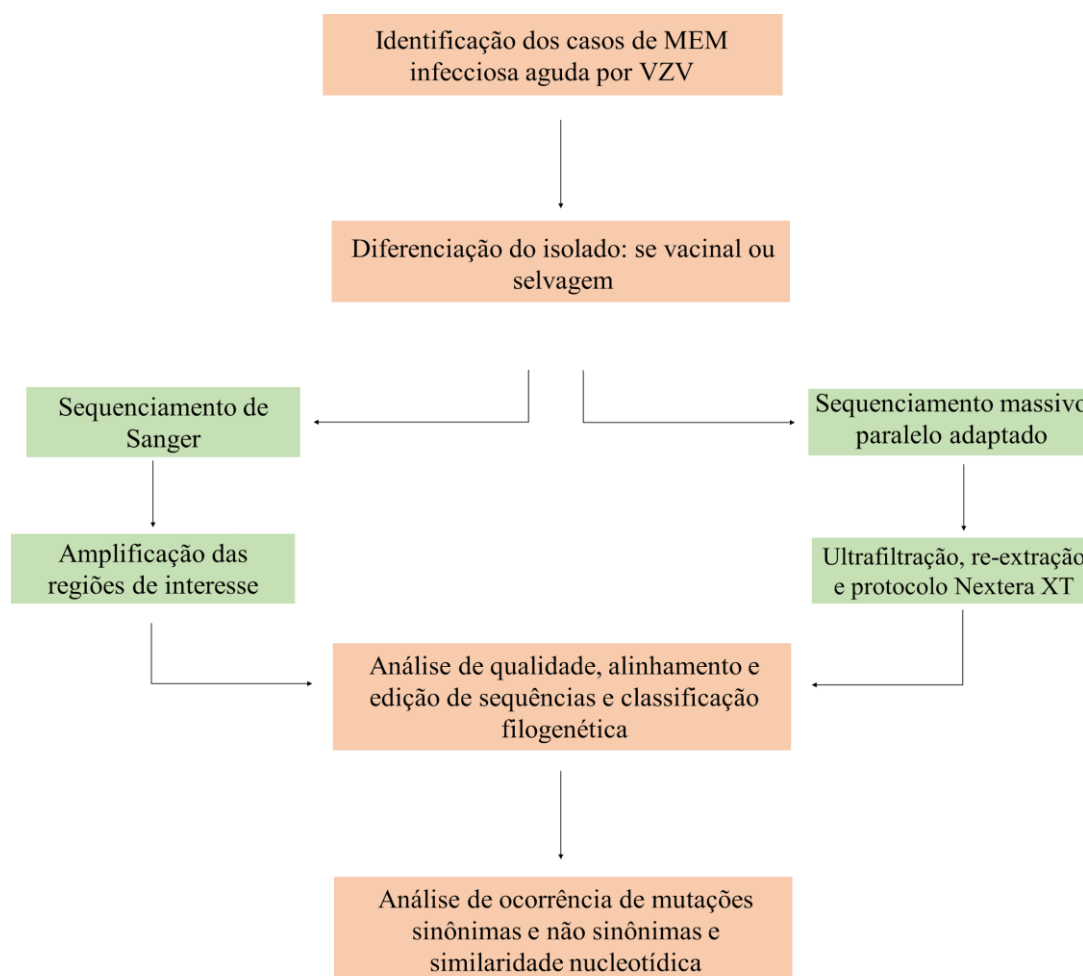 Identificação dos casos de MEM
infecciosa aguda por VZV
Diferenciação do isolado: se vacinal ou
selvagem
Sequenciamento de
Sanger
Sequenciamento massivo
paralelo adaptado
Amplificação das
regiões de interesse
Ultrafiltração, re-extração
e protocolo Nextera XT
Análise de qualidade, alinhamento e
edição de sequências e classificação
filogenética
Análise de ocorrência de mutações
sinônimas e não sinônimas e
similaridade nucleotídica